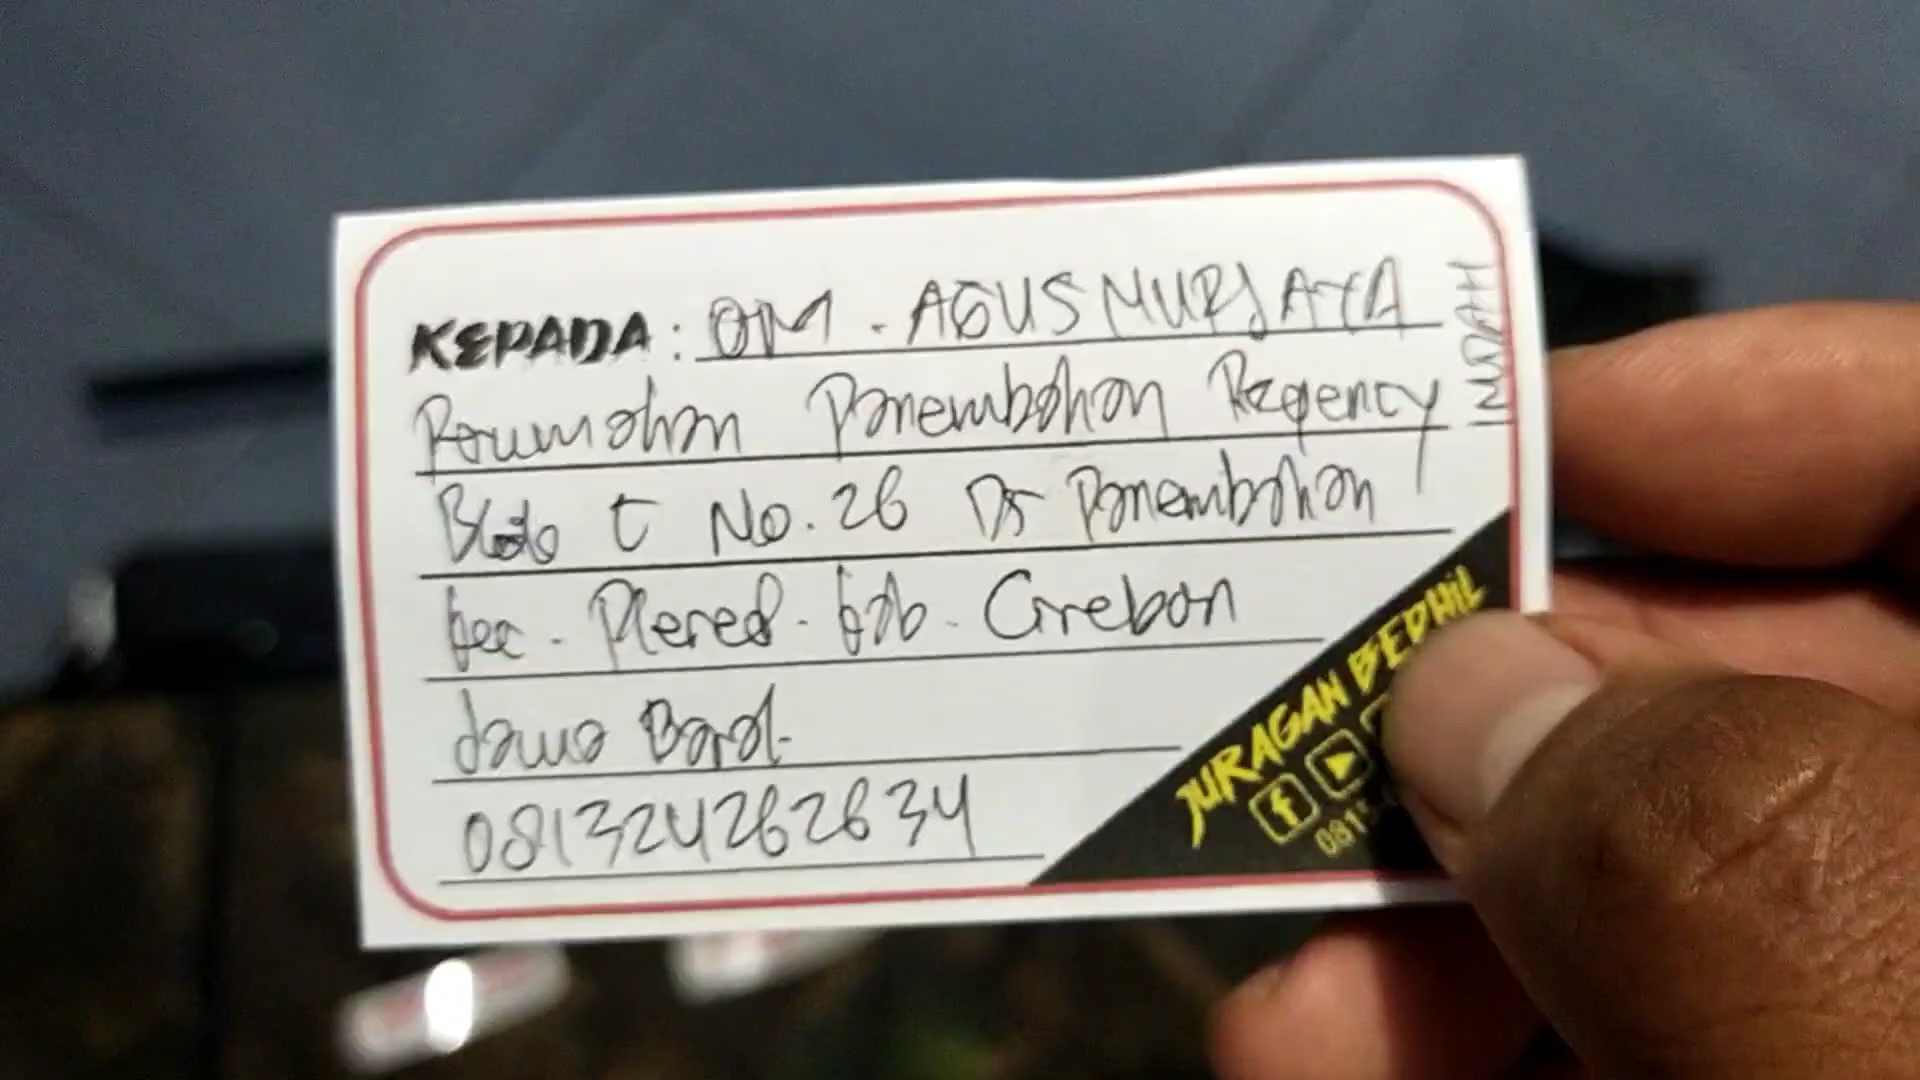 KEPADA: OM. AGUS MURJAYA
INDAH
Perumahan Panembahan Regency
Blok C No. 26 Ds Panembahan
Kec. Plered. Kab. Cirebon
Jawa Barat.
081324262634
JURAGAN BEDHIL